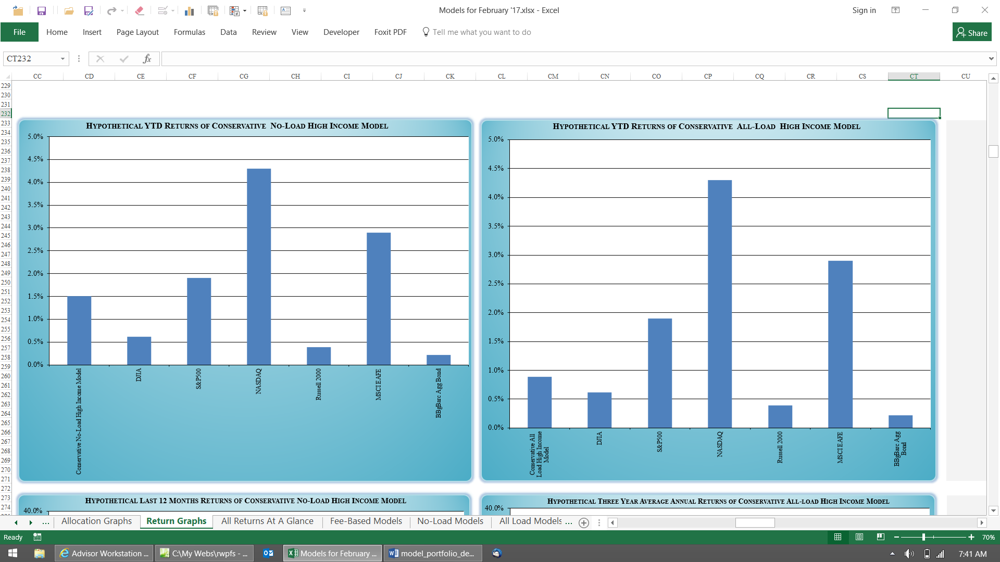 Models for February '17.xlsx - Excel
Sign in
File Home Insert Page Layout Formulas Data Review View Developer Foxit PDF Tell me what you want to do Share
CT232 fx
CC CD CE CF CG CH CI CJ CK CL CM CN CO CP CQ CR CS CT CU
229
230
231
232
233
234
235
236
237
238
239
240
241
242
243
244
245
246
247
248
249
250
251
252
253
254
255
256
257
258
259
260
261
262
263
264
265
266
267
268
269
270
271
272
273
274
Hypothetical YTD Returns of Conservative No-Load High Income Model
5.0%
4.5%
4.0%
3.5%
3.0%
2.5%
2.0%
1.5%
1.0%
0.5%
0.0%
Conservative No-Load High Income Model
DJIA
S&P500
NASDAQ
Russell 2000
MSCI EAFE
BBgBarc Agg Bond
Hypothetical YTD Returns of Conservative All-Load High Income Model
5.0%
4.5%
4.0%
3.5%
3.0%
2.5%
2.0%
1.5%
1.0%
0.5%
0.0%
Conservative All
Load High Income
Model
DJIA
S&P500
NASDAQ
Russell 2000
MSCI EAFE
BBgBarc Agg
Bond
Hypothetical Last 12 Months Returns of Conservative No-Load High Income Model
40.0%
Hypothetical Three Year Average Annual Returns of Conservative All-load High Income Model
40.0%
... Allocation Graphs Return Graphs All Returns At A Glance Fee-Based Models No-Load Models All Load Models ...
Ready 70%
Advisor Workstation ... C:\My Webs\rwpfs - ... Models for February ... model_portfolio_de... 7:41 AM